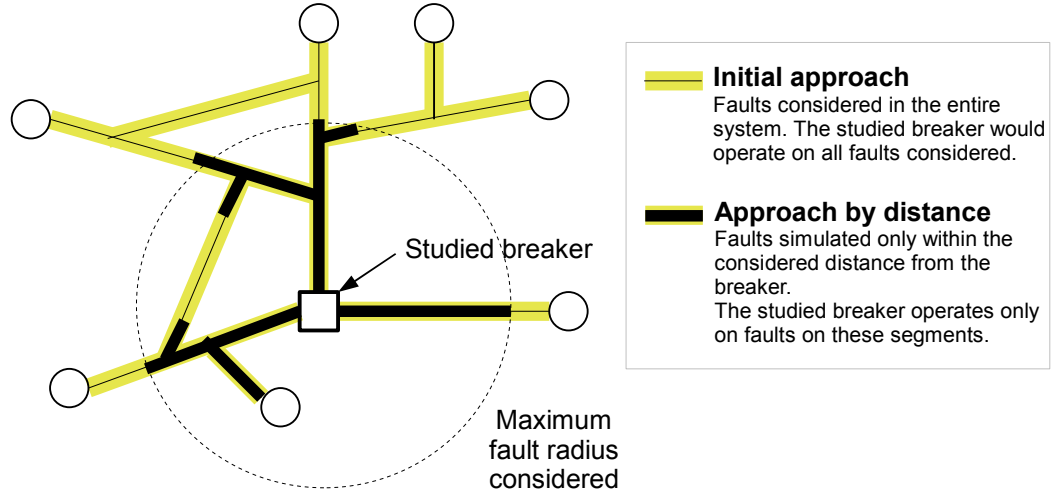 Initial approach
Faults considered in the entire
system. The studied breaker would
operate on all faults considered.
Approach by distance
Faults simulated only within the
considered distance from the
breaker.
The studied breaker operates only
on faults on these segments.
Studied breaker
Maximum
fault radius
considered